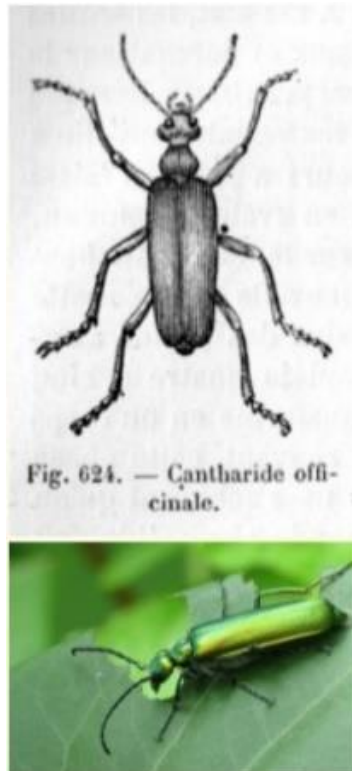 Fig. 624. — Cantharide offi-
cinale.